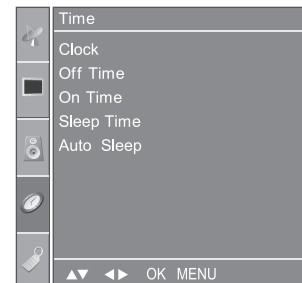 Time
Clock
Off Time
On Time
Sleep Time
Auto Sleep
▲▼ ◄► OK MENU